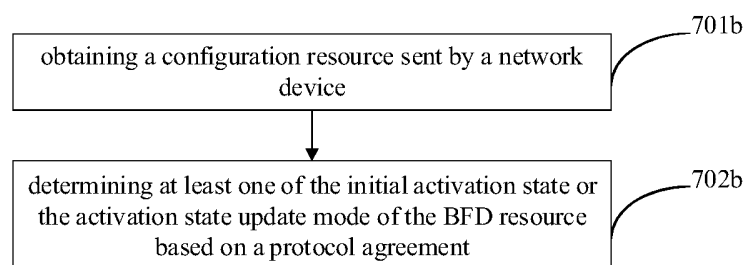 701b
obtaining a configuration resource sent by a network
device
702b
determining at least one of the initial activation state or
the activation state update mode of the BFD resource
based on a protocol agreement